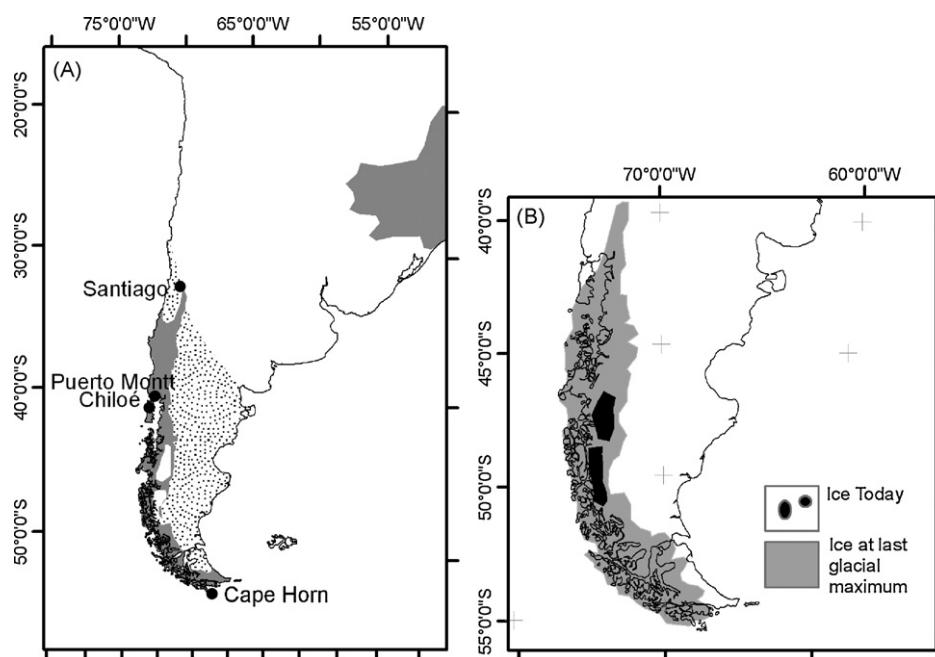 75°0'0"W 65°0'0"W 55°0'0"W
(A)
20°0'0"S
30°0'0"S
40°0'0"S
50°0'0"S
Santiago
Puerto Montt
Chiloé
Cape Horn
70°0'0"W 60°0'0"W
(B)
40°0'0"S
45°0'0"S
50°0'0"S
55°0'0"S
Ice Today
Ice at last
glacial
maximum